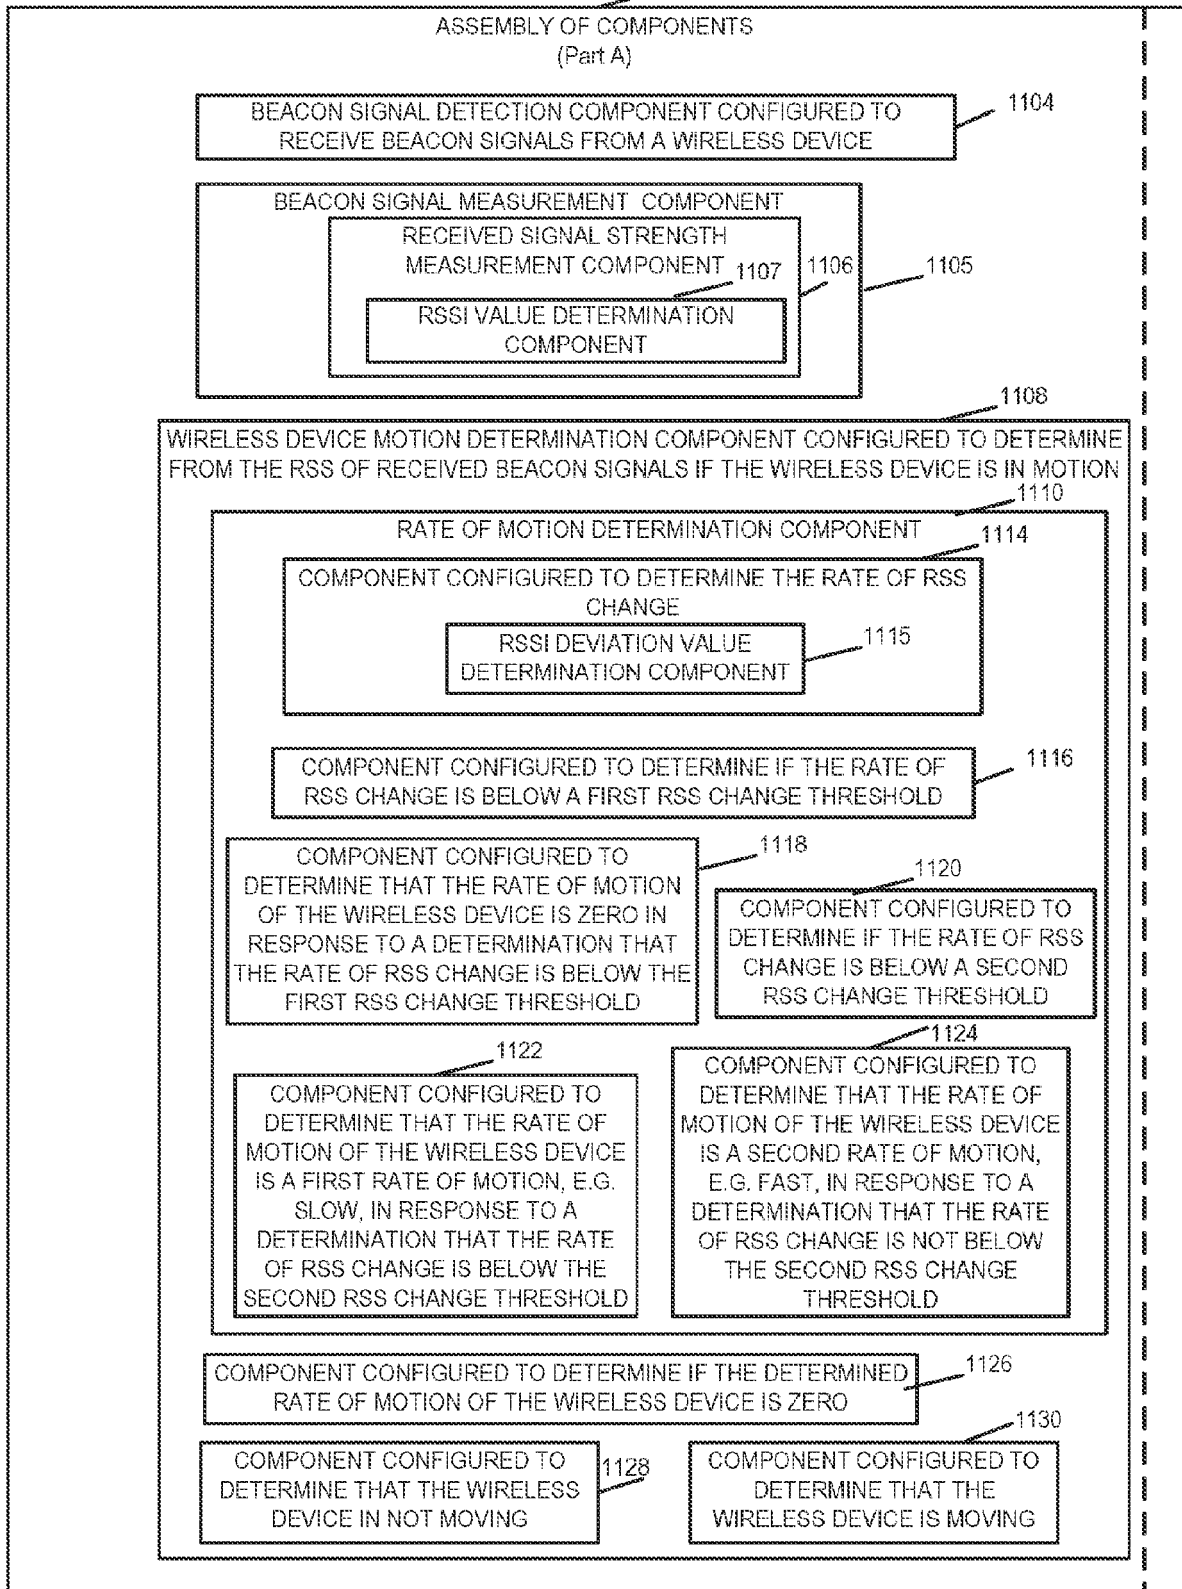 ASSEMBLY OF COMPONENTS
(Part A)
BEACON SIGNAL DETECTION COMPONENT CONFIGURED TO
RECEIVE BEACON SIGNALS FROM A WIRELESS DEVICE
1104
BEACON SIGNAL MEASUREMENT COMPONENT
RECEIVED SIGNAL STRENGTH
MEASUREMENT COMPONENT
1107
1106
1105
RSSI VALUE DETERMINATION
COMPONENT
1108
WIRELESS DEVICE MOTION DETERMINATION COMPONENT CONFIGURED TO DETERMINE
FROM THE RSS OF RECEIVED BEACON SIGNALS IF THE WIRELESS DEVICE IS IN MOTION
1110
RATE OF MOTION DETERMINATION COMPONENT
1114
COMPONENT CONFIGURED TO DETERMINE THE RATE OF RSS
CHANGE
RSSI DEVIATION VALUE
DETERMINATION COMPONENT
1115
COMPONENT CONFIGURED TO DETERMINE IF THE RATE OF
RSS CHANGE IS BELOW A FIRST RSS CHANGE THRESHOLD
1116
COMPONENT CONFIGURED TO
DETERMINE THAT THE RATE OF MOTION
OF THE WIRELESS DEVICE IS ZERO IN
RESPONSE TO A DETERMINATION THAT
THE RATE OF RSS CHANGE IS BELOW THE
FIRST RSS CHANGE THRESHOLD
1118
1120
COMPONENT CONFIGURED TO
DETERMINE IF THE RATE OF RSS
CHANGE IS BELOW A SECOND
RSS CHANGE THRESHOLD
1122
COMPONENT CONFIGURED TO
DETERMINE THAT THE RATE OF
MOTION OF THE WIRELESS DEVICE
IS A FIRST RATE OF MOTION, E.G.
SLOW, IN RESPONSE TO A
DETERMINATION THAT THE RATE
OF RSS CHANGE IS BELOW THE
SECOND RSS CHANGE THRESHOLD
1124
COMPONENT CONFIGURED TO
DETERMINE THAT THE RATE OF
MOTION OF THE WIRELESS DEVICE
IS A SECOND RATE OF MOTION,
E.G. FAST, IN RESPONSE TO A
DETERMINATION THAT THE RATE
OF RSS CHANGE IS NOT BELOW
THE SECOND RSS CHANGE
THRESHOLD
COMPONENT CONFIGURED TO DETERMINE IF THE DETERMINED
RATE OF MOTION OF THE WIRELESS DEVICE IS ZERO
1126
COMPONENT CONFIGURED TO
DETERMINE THAT THE WIRELESS
DEVICE IN NOT MOVING
1128
1130
COMPONENT CONFIGURED TO
DETERMINE THAT THE
WIRELESS DEVICE IS MOVING